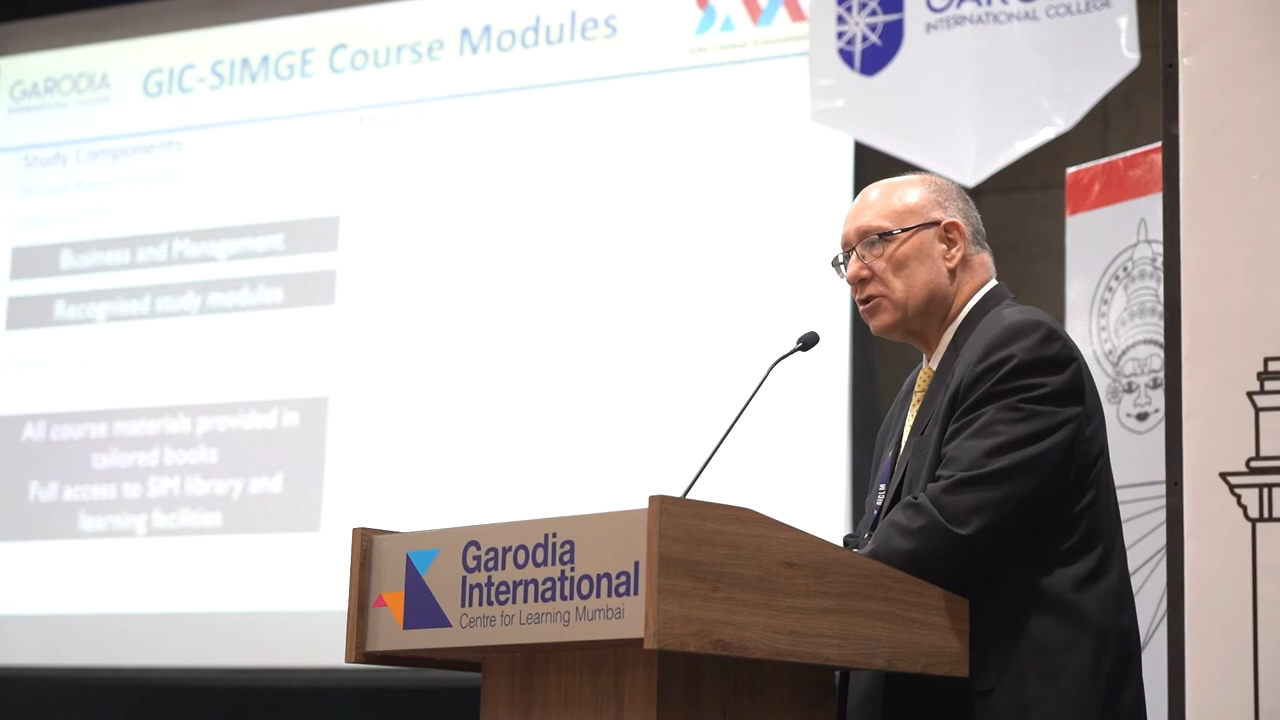 GARODIA
GIC-SIMGE Course Modules
Study Components
Business and Management
Recognised study modules
All course materials provided in
tailored books
Full access to SIM library and
learning facilities
INTERNATIONAL COLLEGE
GICLM
Garodia
International
Centre for Learning Mumbai